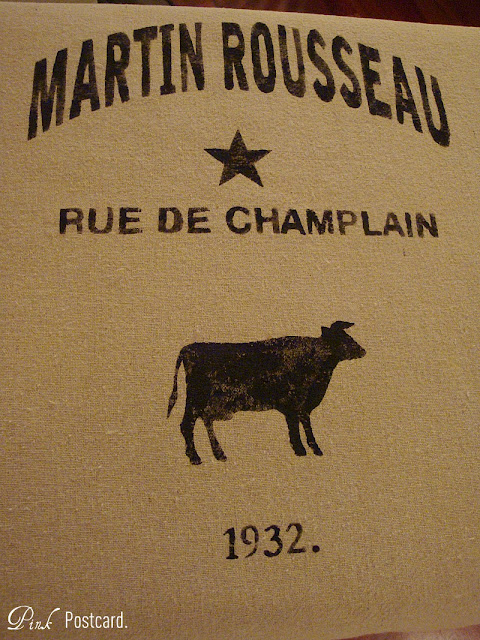 MARTIN ROUSSEAU
RUE DE CHAMPLAIN
1932.
Pink Postcard.